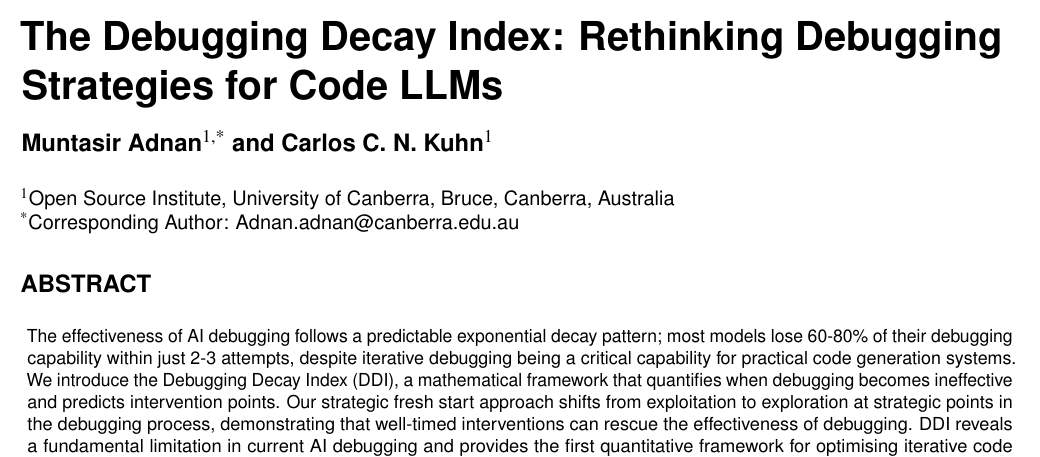 The Debugging Decay Index: Rethinking Debugging
Strategies for Code LLMs
Muntasir Adnan1,* and Carlos C. N. Kuhn1
1Open Source Institute, University of Canberra, Bruce, Canberra, Australia
*Corresponding Author: Adnan.adnan@canberra.edu.au
ABSTRACT
The effectiveness of AI debugging follows a predictable exponential decay pattern; most models lose 60-80% of their debugging
capability within just 2-3 attempts, despite iterative debugging being a critical capability for practical code generation systems.
We introduce the Debugging Decay Index (DDI), a mathematical framework that quantifies when debugging becomes ineffective
and predicts intervention points. Our strategic fresh start approach shifts from exploitation to exploration at strategic points in
the debugging process, demonstrating that well-timed interventions can rescue the effectiveness of debugging. DDI reveals
a fundamental limitation in current AI debugging and provides the first quantitative framework for optimising iterative code